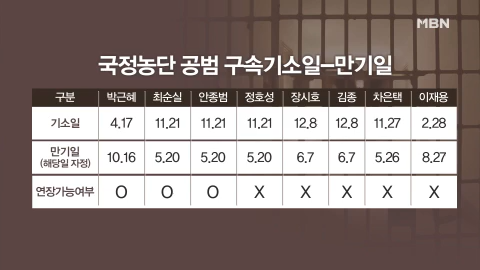 MBN
국정농단 공범 구속기소일-만기일
구분 박근혜 최순실 안종범 정호성 장시호 김종 차은택 이재용
기소일 4.17 11.21 11.21 11.21 12.8 12.8 11.27 2.28
만기일 10.16 5.20 5.20 5.20 6.7 6.7 5.26 8.27
(해당일 자정)
연장가능여부 O O O X X X X X